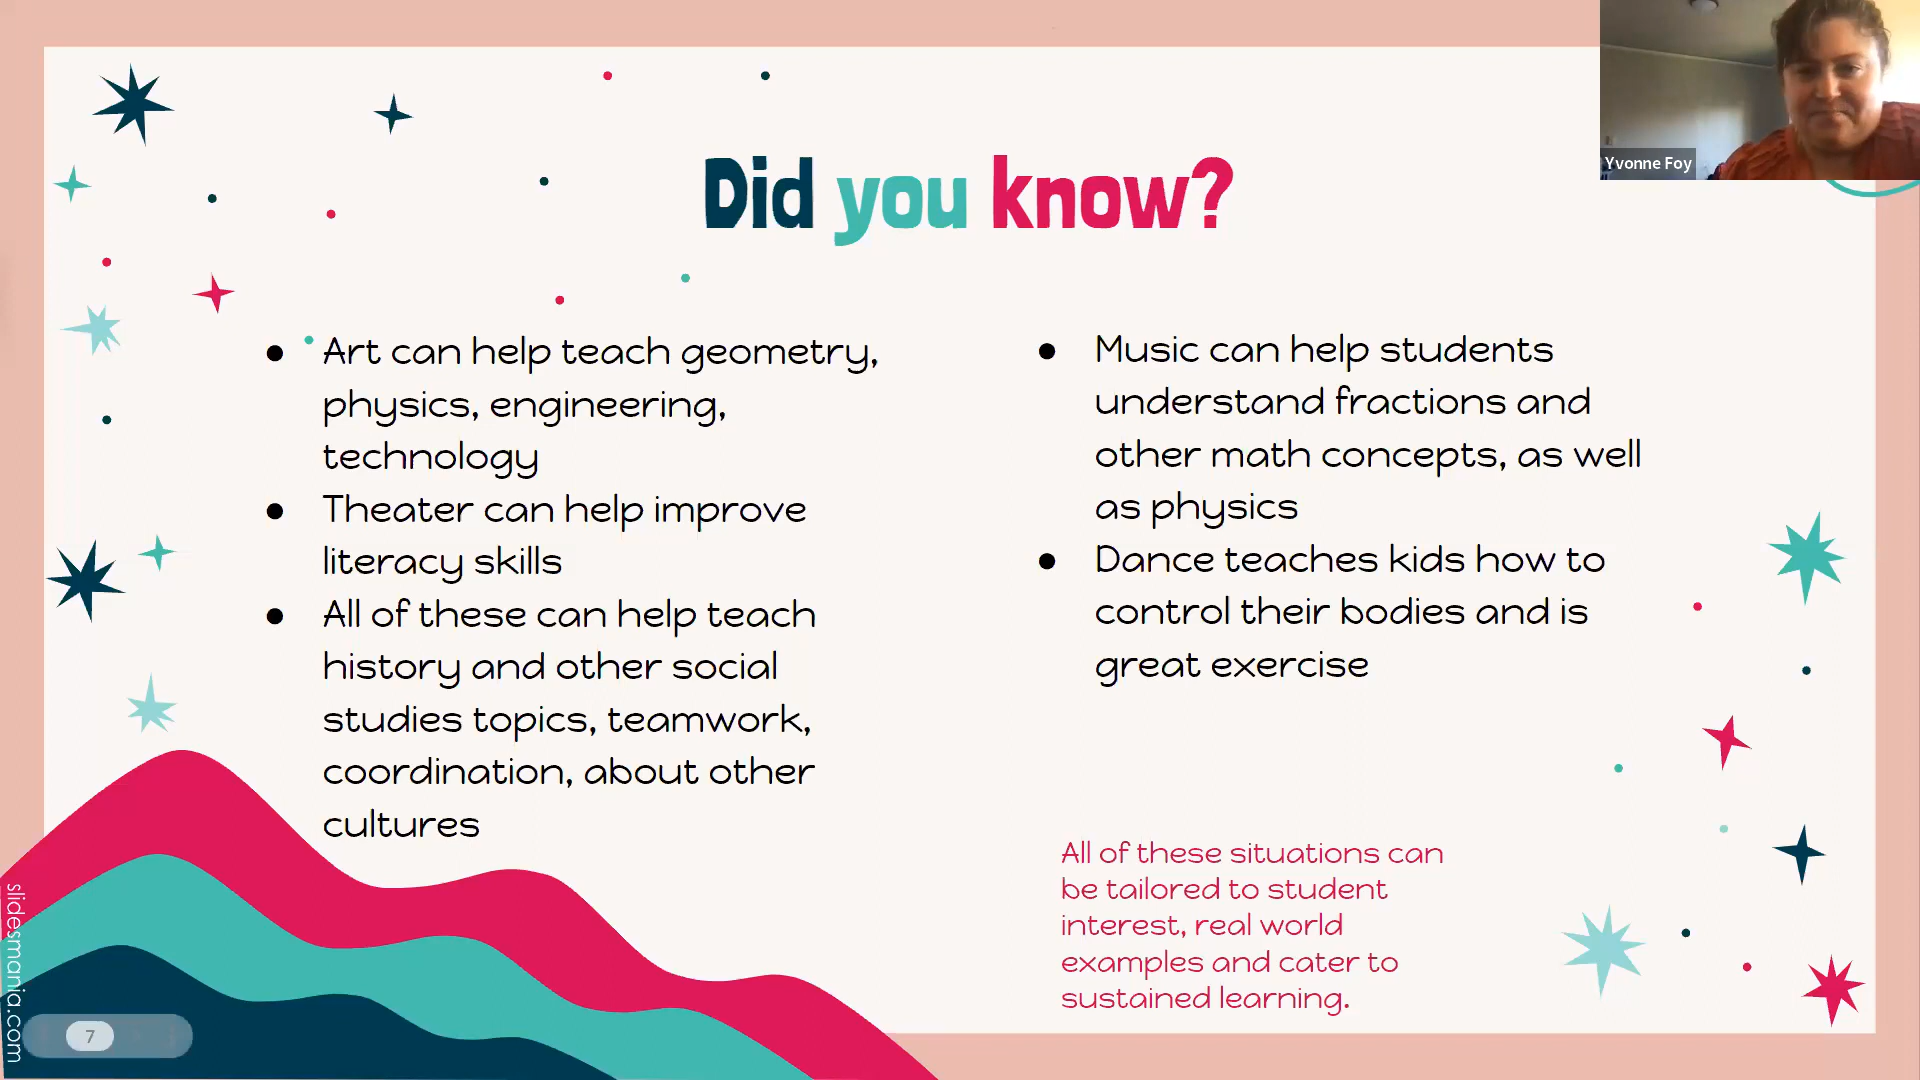 Did you know?
Art can help teach geometry,
physics, engineering,
technology
Theater can help improve
literacy skills
All of these can help teach
history and other social
studies topics, teamwork,
coordination, about other
cultures
Music can help students
understand fractions and
other math concepts, as well
as physics
Dance teaches kids how to
control their bodies and is
great exercise
All of these situations can
be tailored to student
interest, real world
examples and cater to
sustained learning.
Yvonne Foy
slidesmania.com
7